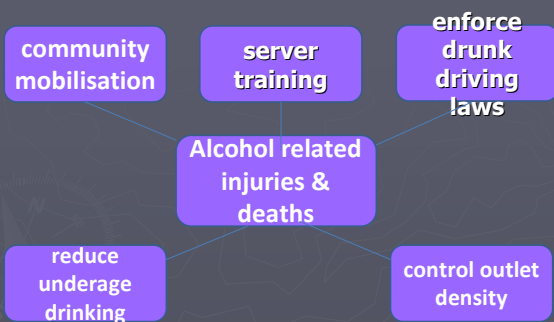 community
mobilisation
server
training
enforce
drunk
driving
laws
Alcohol related
injuries &
deaths
reduce
underage
drinking
control outlet
density